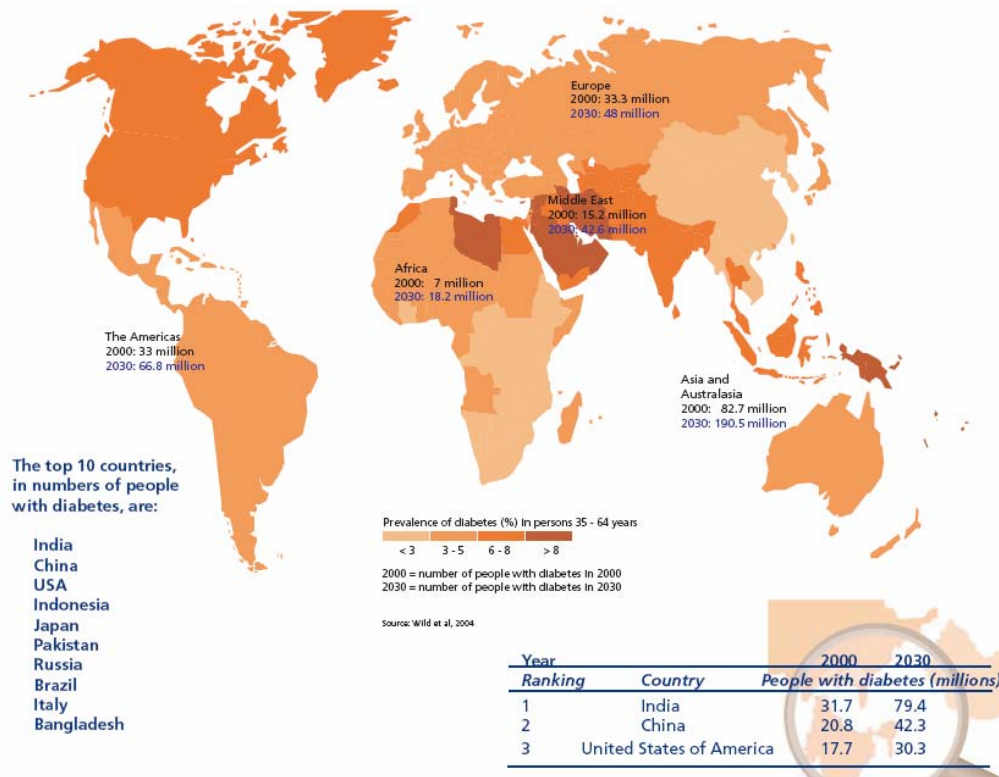 Europe
2000: 33.3 million
2030: 48 million
Middle East
2000: 15.2 million
2030: 42.6 million
Africa
2000: 7 million
2030: 18.2 million
The Americas
2000: 33 million
2030: 66.8 million
Asia and
Australasia
2000: 82.7 million
2030: 190.5 million
The top 10 countries,
in numbers of people
with diabetes, are:
India
China
USA
Indonesia
Japan
Pakistan
Russia
Brazil
Italy
Bangladesh
Prevalence of diabetes (%) in persons 35 - 64 years
< 3 3 - 5 6 - 8 > 8
2000 = number of people with diabetes in 2000
2030 = number of people with diabetes in 2030
Source: Wild et al, 2004
Year 2000 2030
Ranking Country People with diabetes (millions)
1 India 31.7 79.4
2 China 20.8 42.3
3 United States of America 17.7 30.3